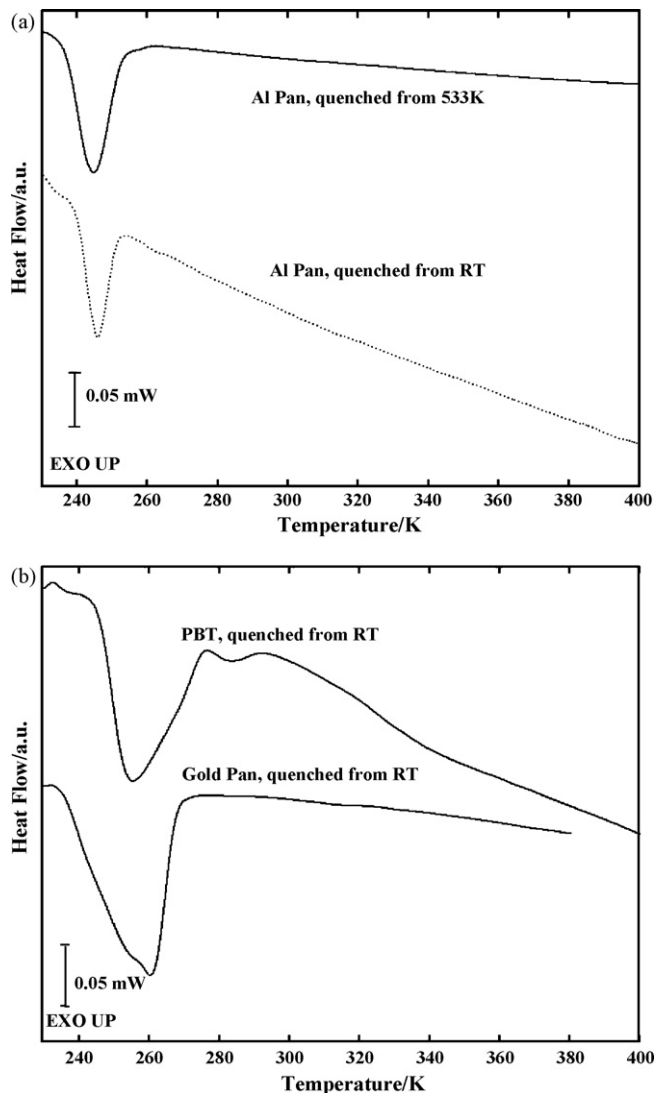 (a)
Al Pan, quenched from 533K
Heat Flow/a.u.
Al Pan, quenched from RT
0.05 mW
EXO UP
240 260 280 300 320 340 360 380 400
Temperature/K
(b)
PBT, quenched from RT
Heat Flow/a.u.
Gold Pan, quenched from RT
0.05 mW
EXO UP
240 260 280 300 320 340 360 380 400
Temperature/K